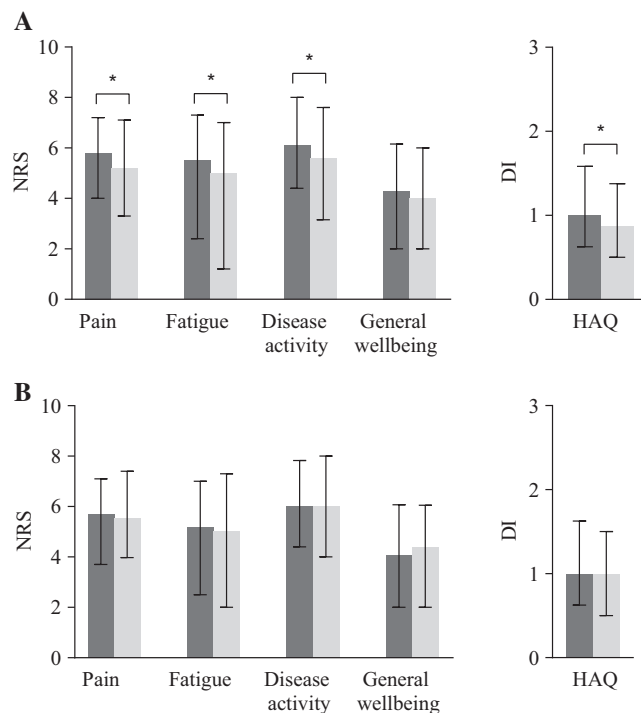 A
10
8
6
4
2
0
NRS
*
*
*
Pain
Fatigue
Disease
activity
General
wellbeing
3
2
1
0
DI
*
HAQ
B
10
8
6
4
2
0
NRS
Pain
Fatigue
Disease
activity
General
wellbeing
3
2
1
0
DI
HAQ